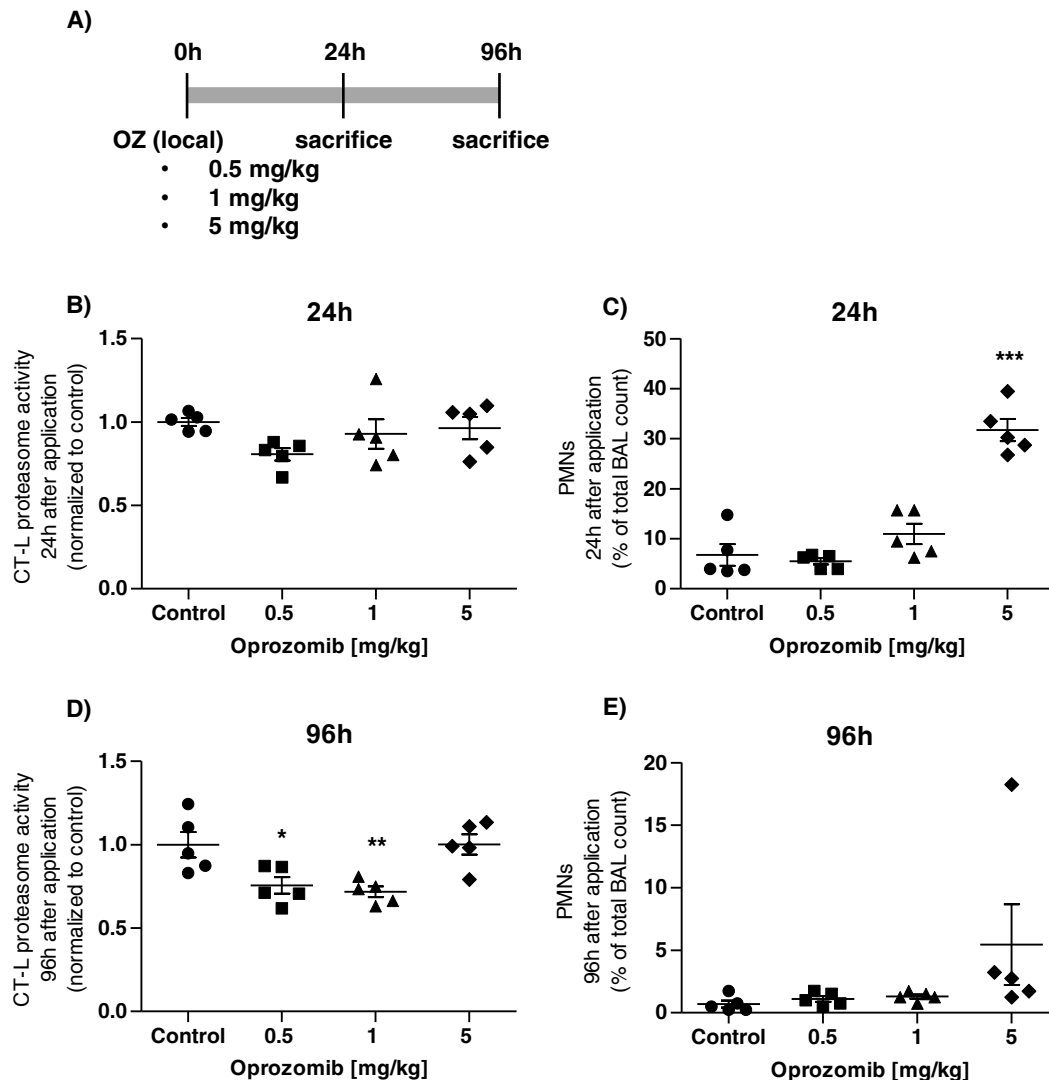 A)
0h 24h 96h
OZ (local) sacrifice sacrifice
• 0.5 mg/kg
• 1 mg/kg
• 5 mg/kg
B)
24h
CT-L proteasome activity
24h after application
(normalized to control)
1.5
1.0
0.5
0.0
Control 0.5 1 5
Oprozomib [mg/kg]
C)
24h
PMNs
24h after application
(% of total BAL count)
50
40
30
20
10
0
***
Control 0.5 1 5
Oprozomib [mg/kg]
D)
96h
CT-L proteasome activity
96h after application
(normalized to control)
1.5
1.0
0.5
0.0
* **
Control 0.5 1 5
Oprozomib [mg/kg]
E)
96h
PMNs
96h after application
(% of total BAL count)
20
15
10
5
0
Control 0.5 1 5
Oprozomib [mg/kg]